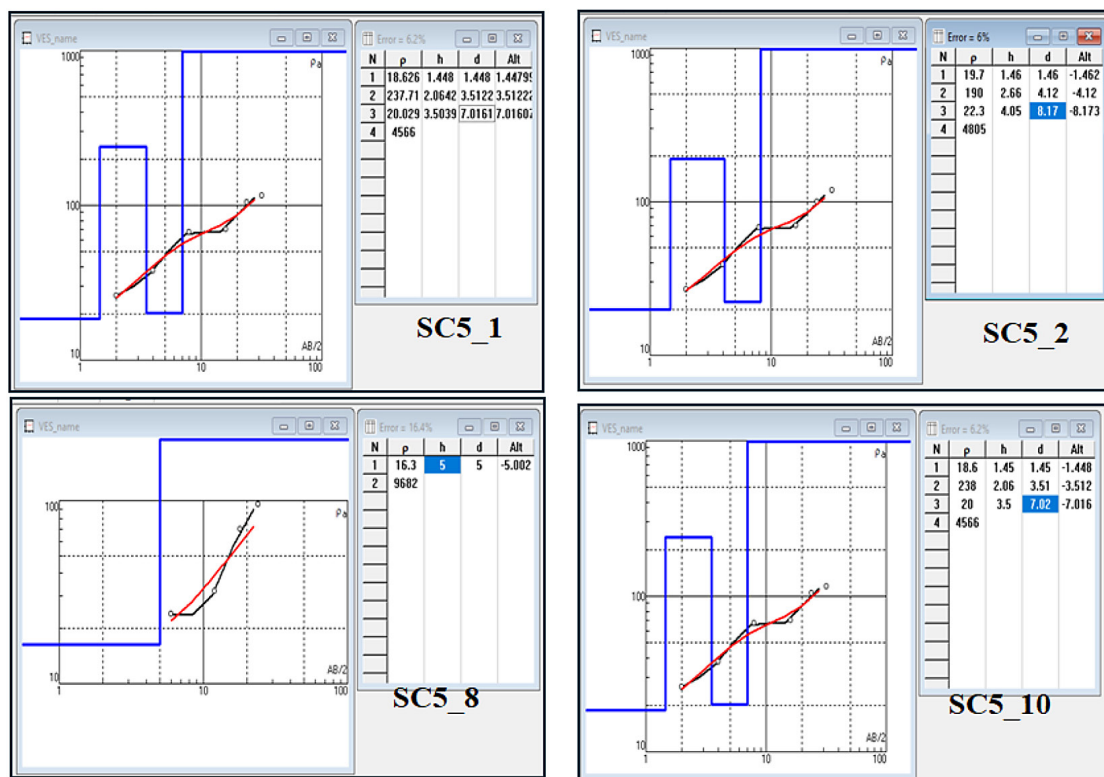 VES_name
Error = 6.2%
N ρ h d Alt
1 18.626 1.448 1.448 1.44799
2 237.71 2.0642 3.5122 3.51222
3 20.029 3.5039 7.0161 7.01607
4 4566
1000
ρa
100
10
AB/2
1 10 100
SC5_1
VES_name
Error = 6%
N ρ h d Alt
1 19.7 1.46 1.46 -1.462
2 190 2.66 4.12 -4.12
3 22.3 4.05 8.17 -8.173
4 4805
1000
ρa
100
10
AB/2
1 10 100
SC5_2
VES_name
Error = 16.4%
N ρ h d Alt
1 16.3 5 5 -5.002
2 9682
100
ρa
10
AB/2
1 10 100
SC5_8
VES_name
Error = 6.2%
N ρ h d Alt
1 18.6 1.45 1.45 -1.448
2 238 2.06 3.51 -3.512
3 20 3.5 7.02 -7.016
4 4566
1000
ρa
100
10
AB/2
1 10 100
SC5_10